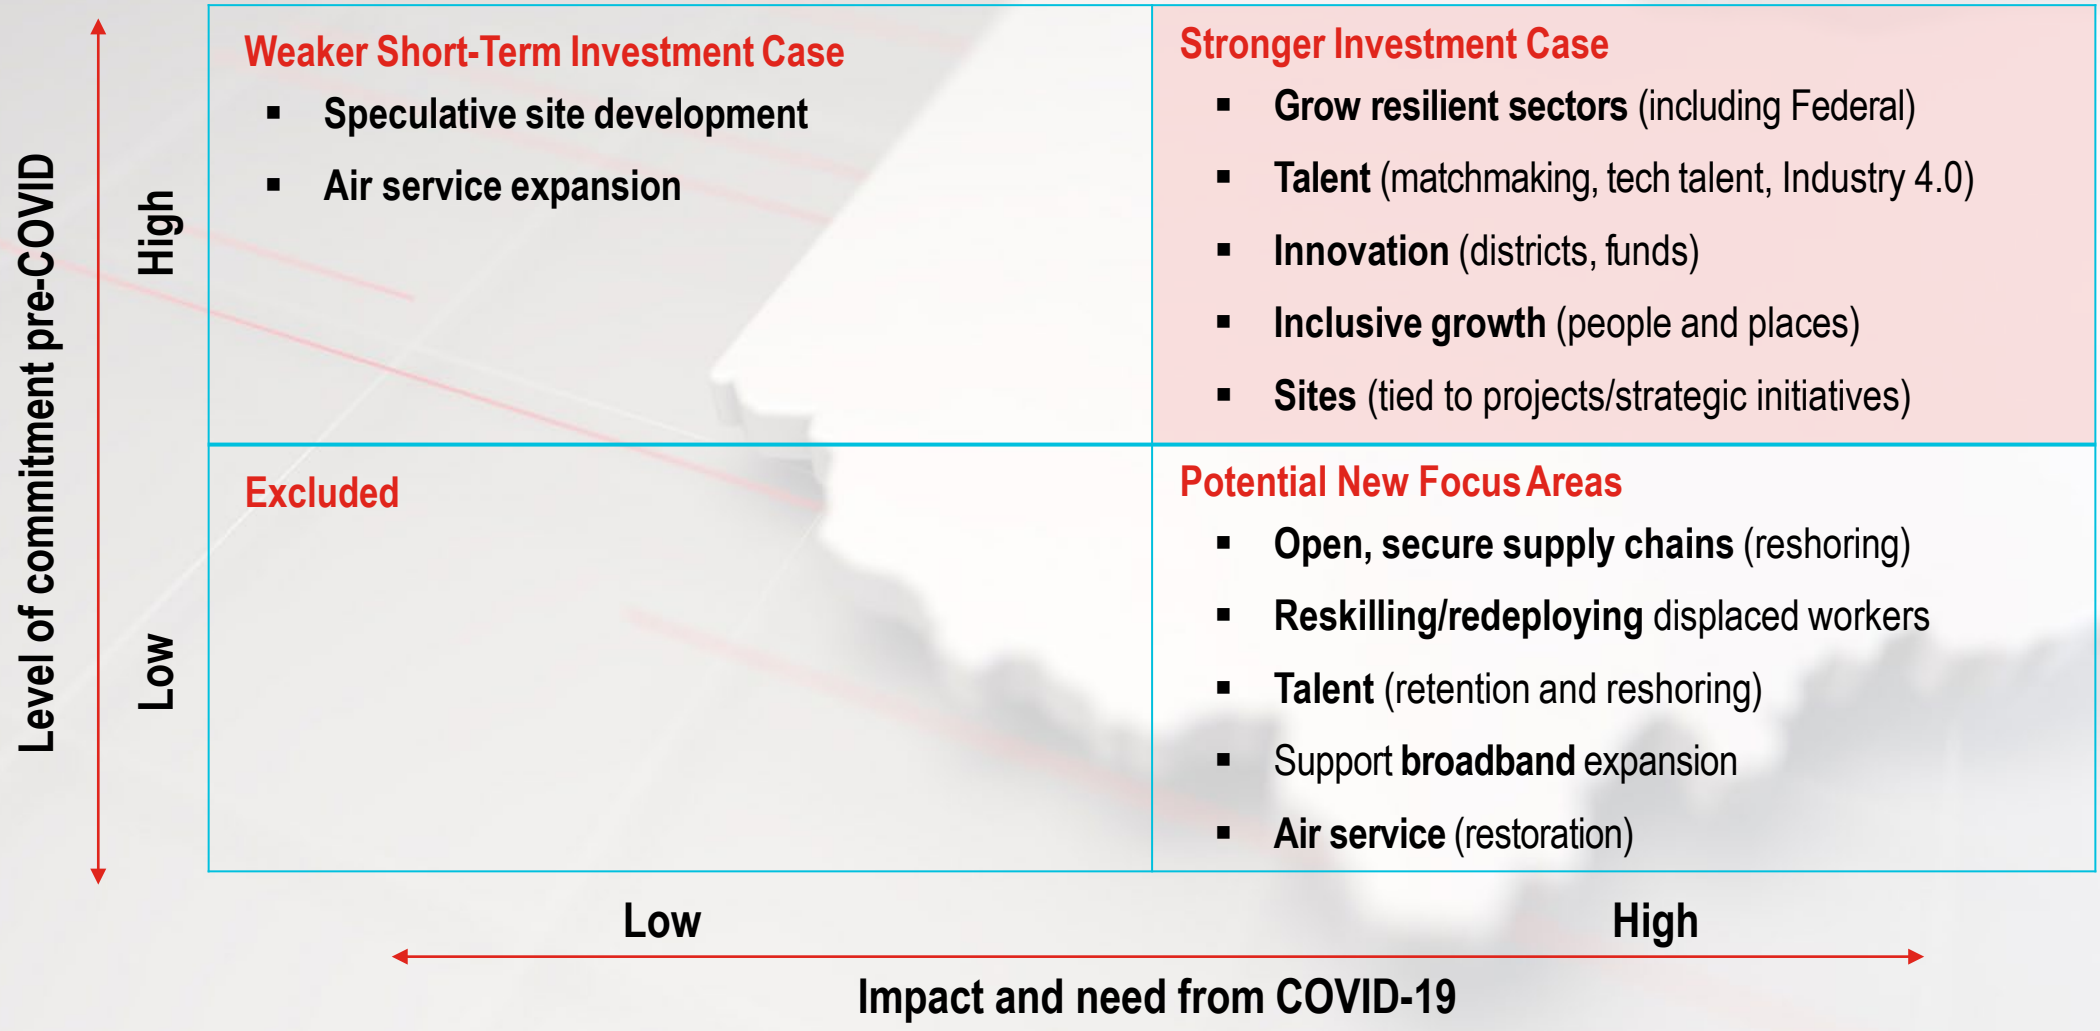 Level of commitment pre-COVID
High
Low
Weaker Short-Term Investment Case
▪ Speculative site development
▪ Air service expansion
Stronger Investment Case
▪ Grow resilient sectors (including Federal)
▪ Talent (matchmaking, tech talent, Industry 4.0)
▪ Innovation (districts, funds)
▪ Inclusive growth (people and places)
▪ Sites (tied to projects/strategic initiatives)
Excluded
Potential New Focus Areas
▪ Open, secure supply chains (reshoring)
▪ Reskilling/redeploying displaced workers
▪ Talent (retention and reshoring)
▪ Support broadband expansion
▪ Air service (restoration)
Low
High
Impact and need from COVID-19